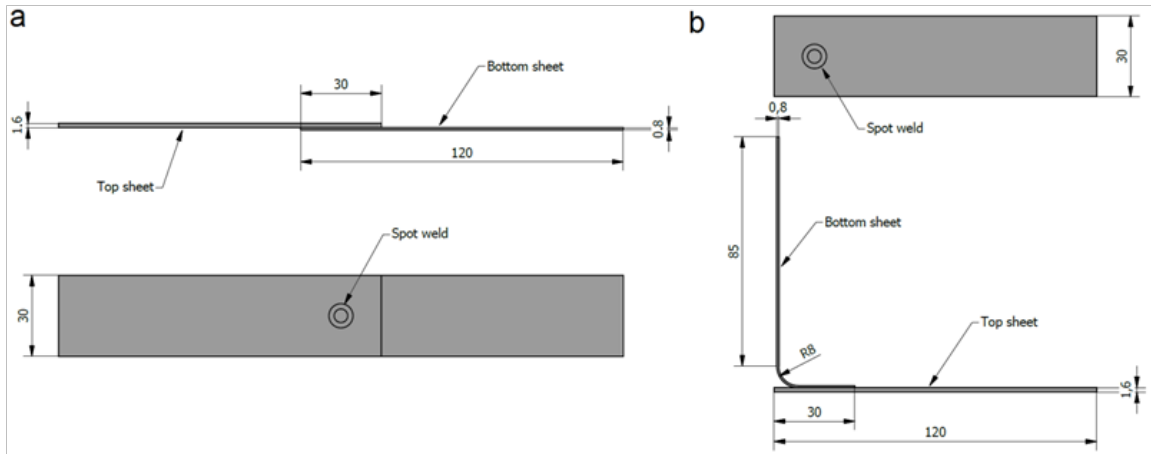 a
30
Bottom sheet
1.6
0.8
120
Top sheet
Spot weld
30
b
30
0,8
Spot weld
85
Bottom sheet
R8
Top sheet
1,6
30
120